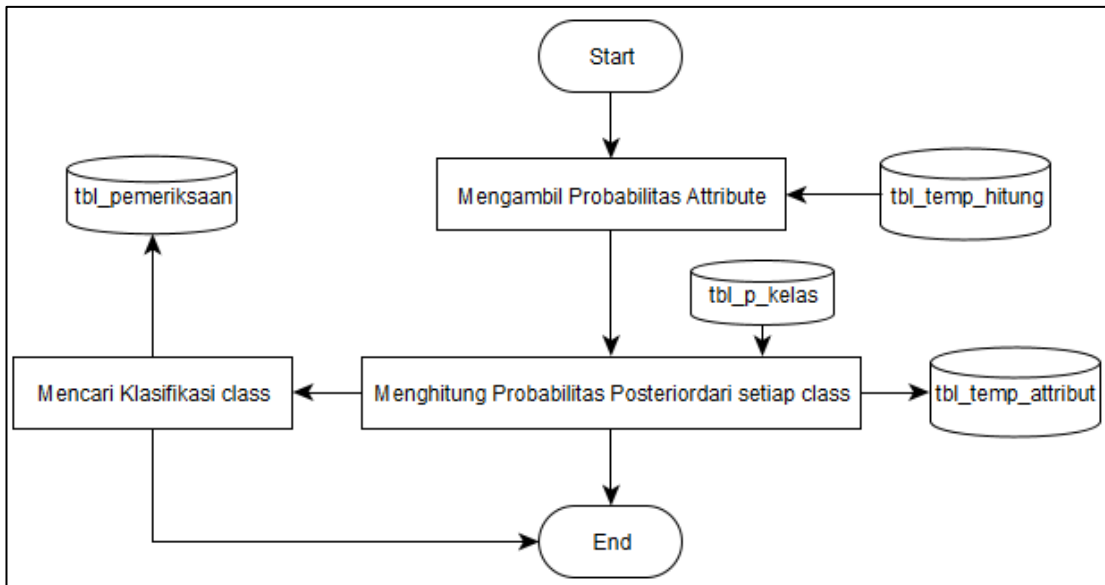 Start
tbl_pemeriksaan
Mengambil Probabilitas Attribute
tbl_temp_hitung
tbl_p_kelas
Mencari Klasifikasi class
Menghitung Probabilitas Posteriordari setiap class
tbl_temp_attribut
End